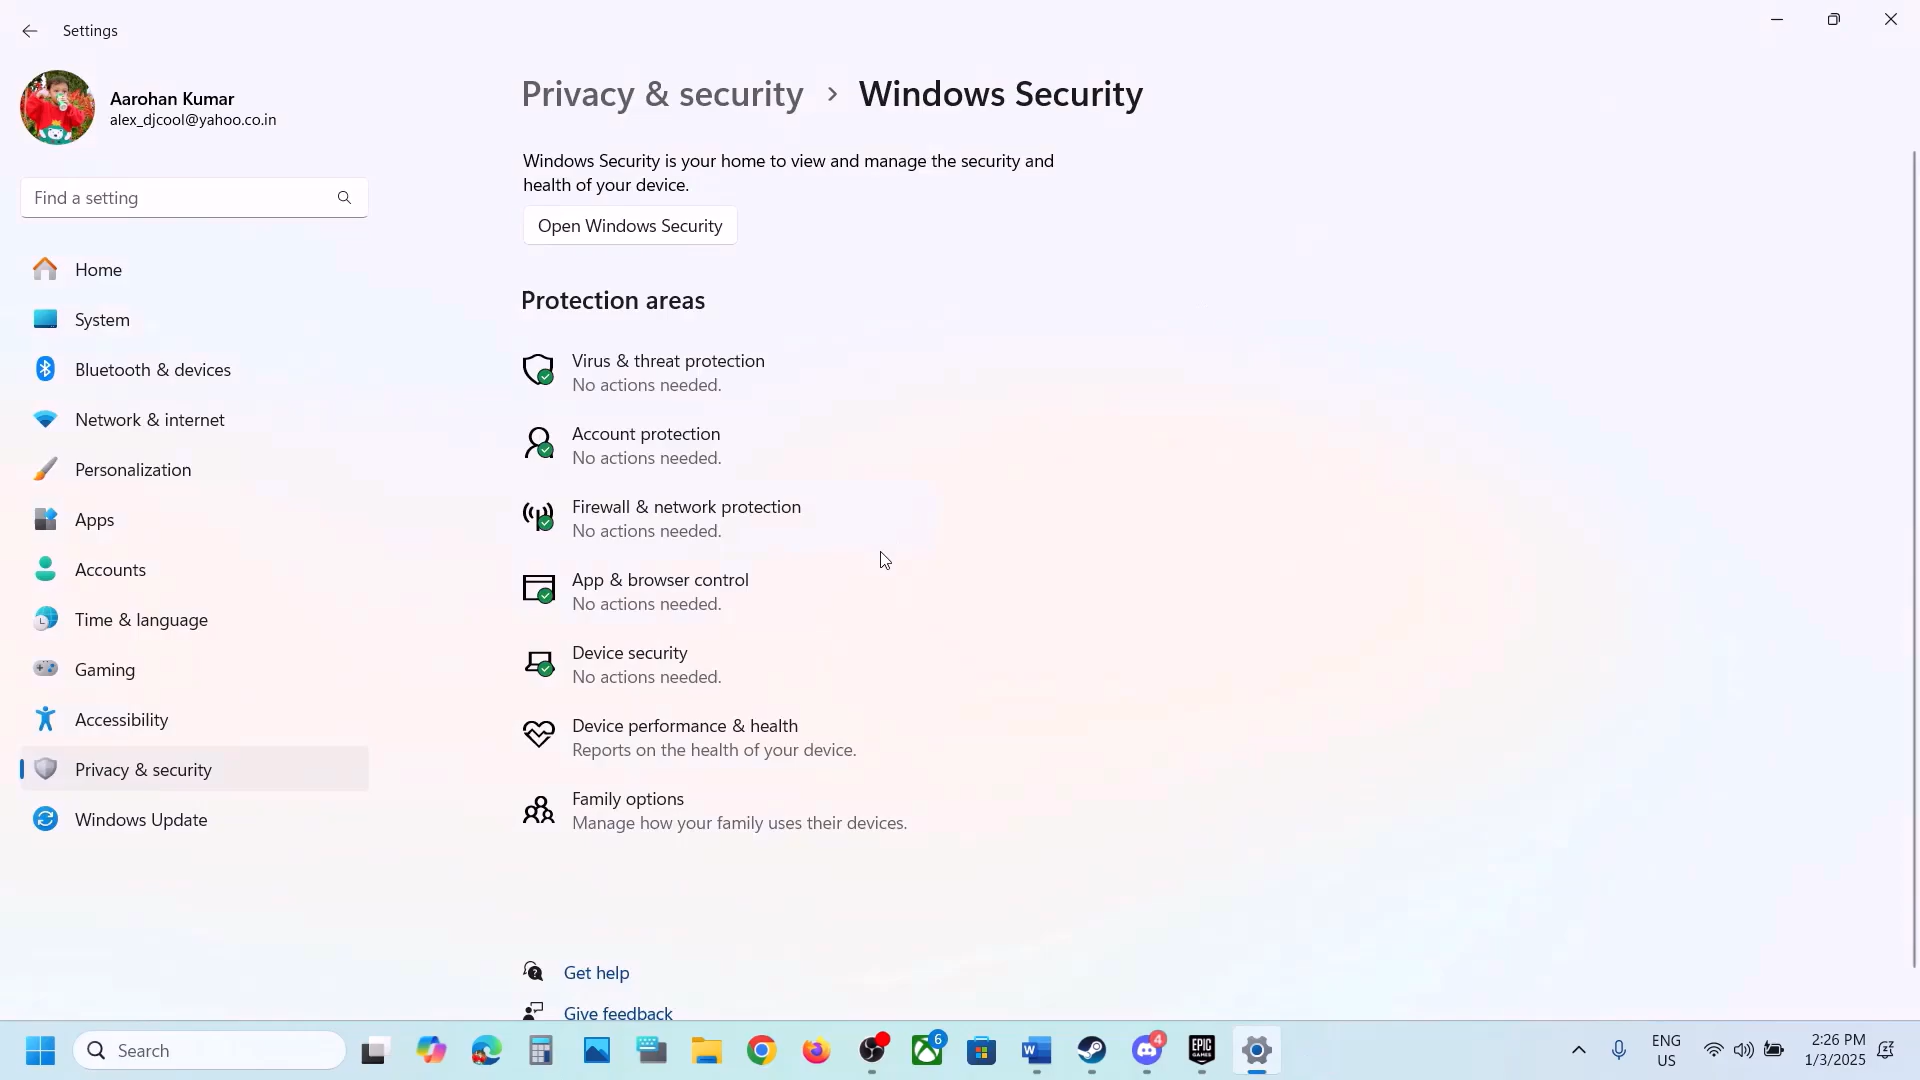 Settings
Aarohan Kumar
alex_djcool@yahoo.co.in
Find a setting
Home
System
Bluetooth & devices
Network & internet
Personalization
Apps
Accounts
Time & language
Gaming
Accessibility
Privacy & security
Windows Update
Privacy & security > Windows Security
Windows Security is your home to view and manage the security and
health of your device.
Open Windows Security
Protection areas
Virus & threat protection
No actions needed.
Account protection
No actions needed.
Firewall & network protection
No actions needed.
App & browser control
No actions needed.
Device security
No actions needed.
Device performance & health
Reports on the health of your device.
Family options
Manage how your family uses their devices.
Get help
Give feedback
Search
6
4
EPIC
GAMES
ENG
US
2:26 PM
1/3/2025